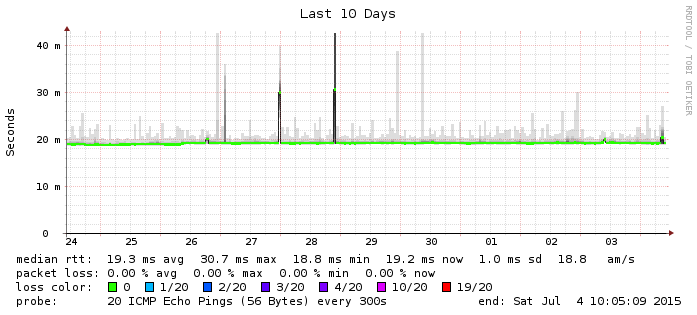 Last 10 Days
RRDTOOL / TOBI OETIKER
Seconds
40 m
30 m
20 m
10 m
0
24 25 26 27 28 29 30 01 02 03
median rtt: 19.3 ms avg 30.7 ms max 18.8 ms min 19.2 ms now 1.0 ms sd 18.8 am/s
packet loss: 0.00 % avg 0.00 % max 0.00 % min 0.00 % now
loss color: 0 1/20 2/20 3/20 4/20 10/20 19/20
probe: 20 ICMP Echo Pings (56 Bytes) every 300s end: Sat Jul 4 10:05:09 2015